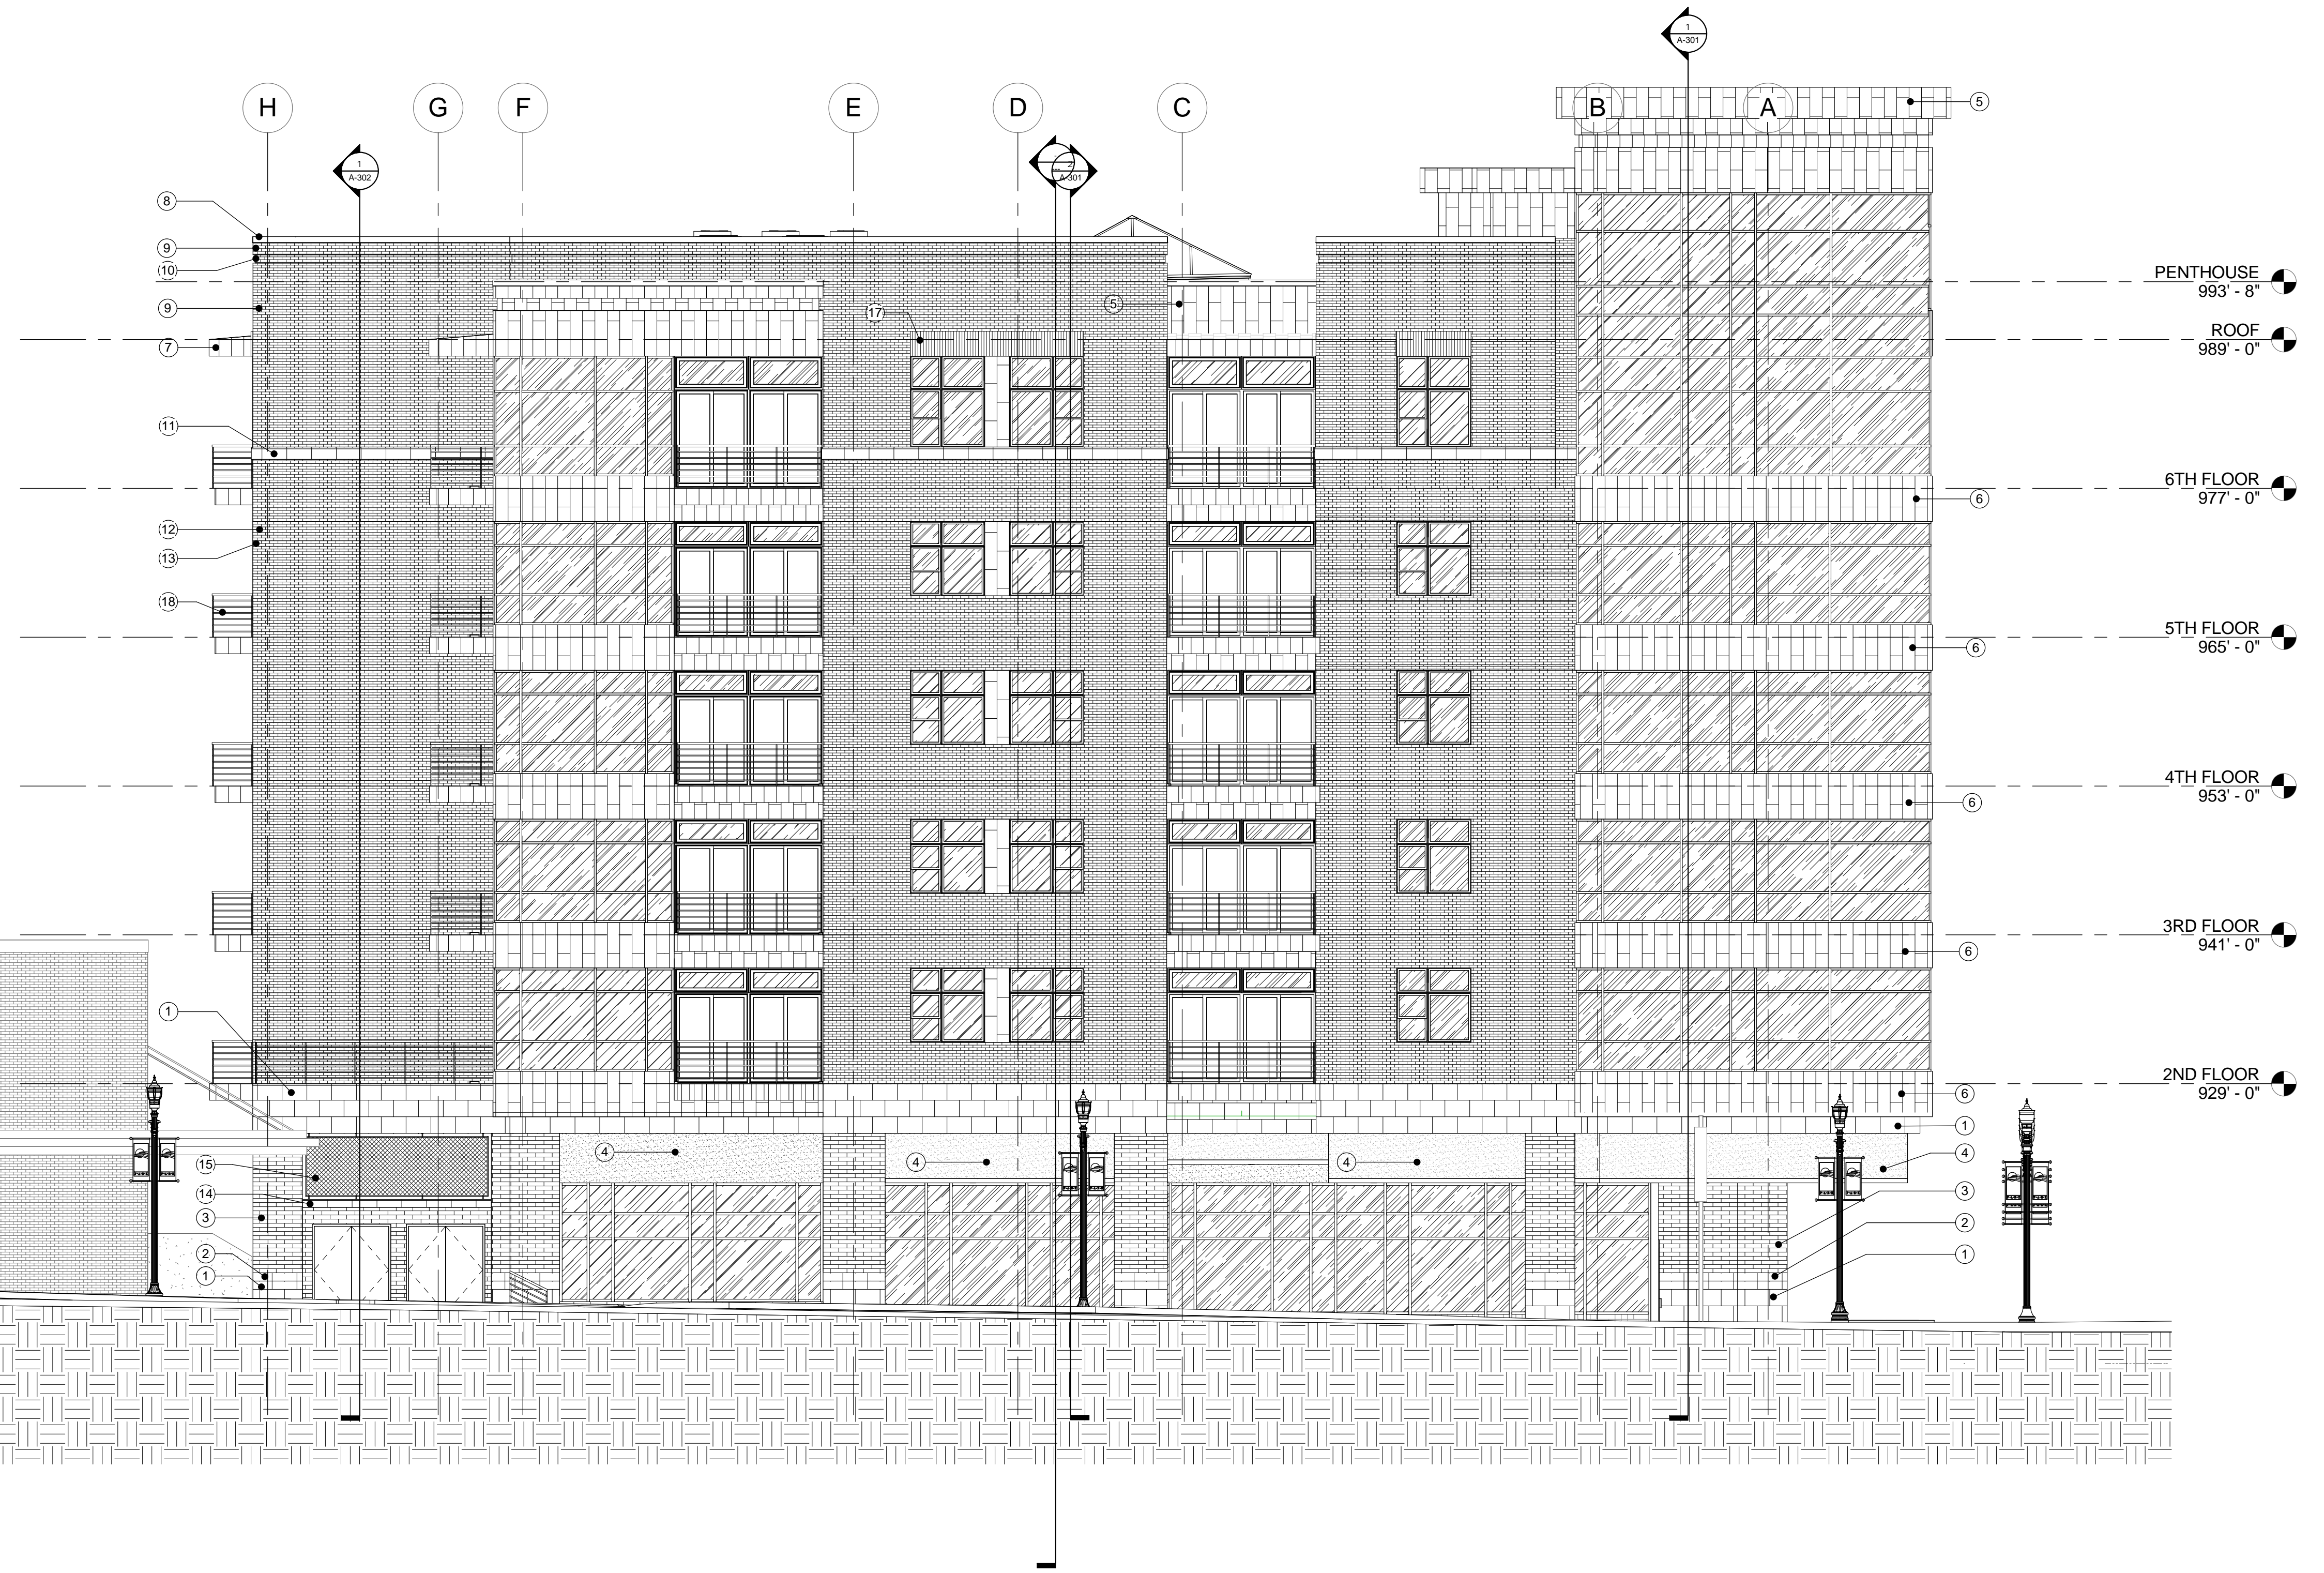 1
A-301
H
G
F
E
D
C
B
A
5
1
A-302
2
A-301
8
9
10
9
17
5
7
11
12
13
18
1
PENTHOUSE
993' - 8"
ROOF
989' - 0"
6TH FLOOR
977' - 0"
6
5TH FLOOR
965' - 0"
6
4TH FLOOR
953' - 0"
6
3RD FLOOR
941' - 0"
6
2ND FLOOR
929' - 0"
6
1
4
4
4
4
15
14
3
2
1
3
2
1